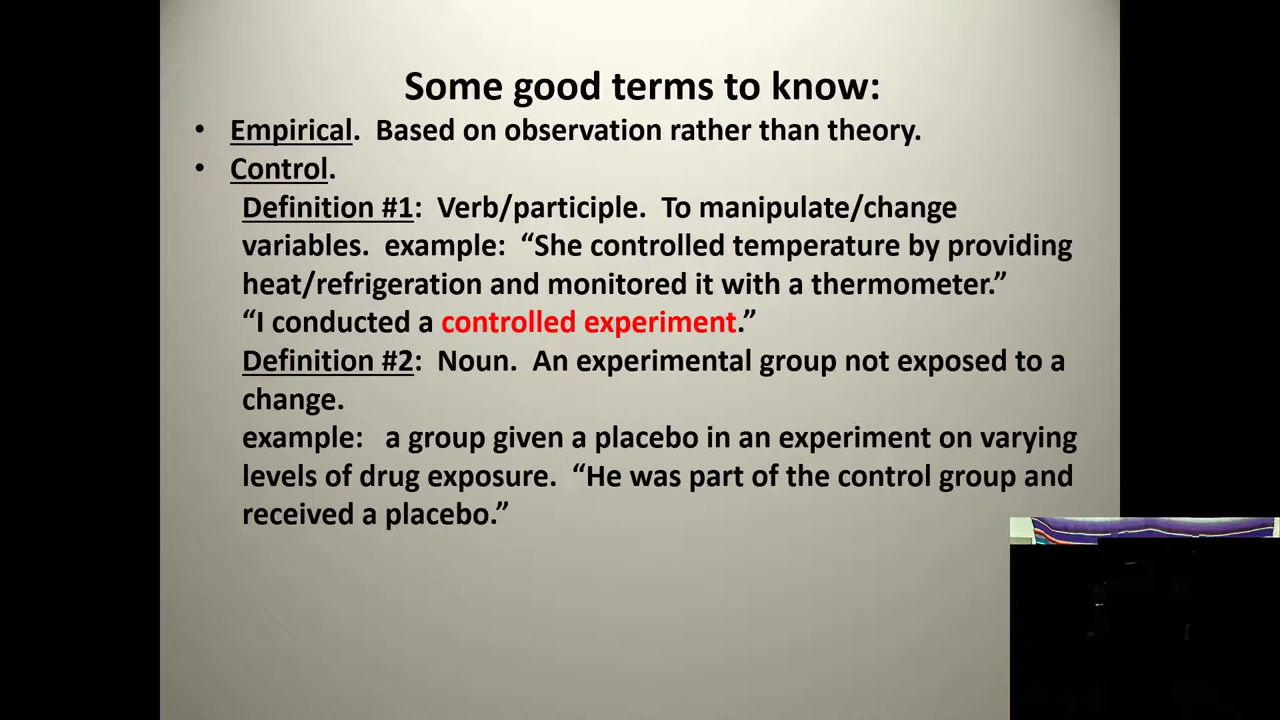 Some good terms to know:
• Empirical.  Based on observation rather than theory.
• Control.
Definition #1:  Verb/participle.  To manipulate/change
variables.  example:  “She controlled temperature by providing
heat/refrigeration and monitored it with a thermometer.”
“I conducted a controlled experiment.”
Definition #2:  Noun.  An experimental group not exposed to a
change.
example:   a group given a placebo in an experiment on varying
levels of drug exposure.  “He was part of the control group and
received a placebo.”